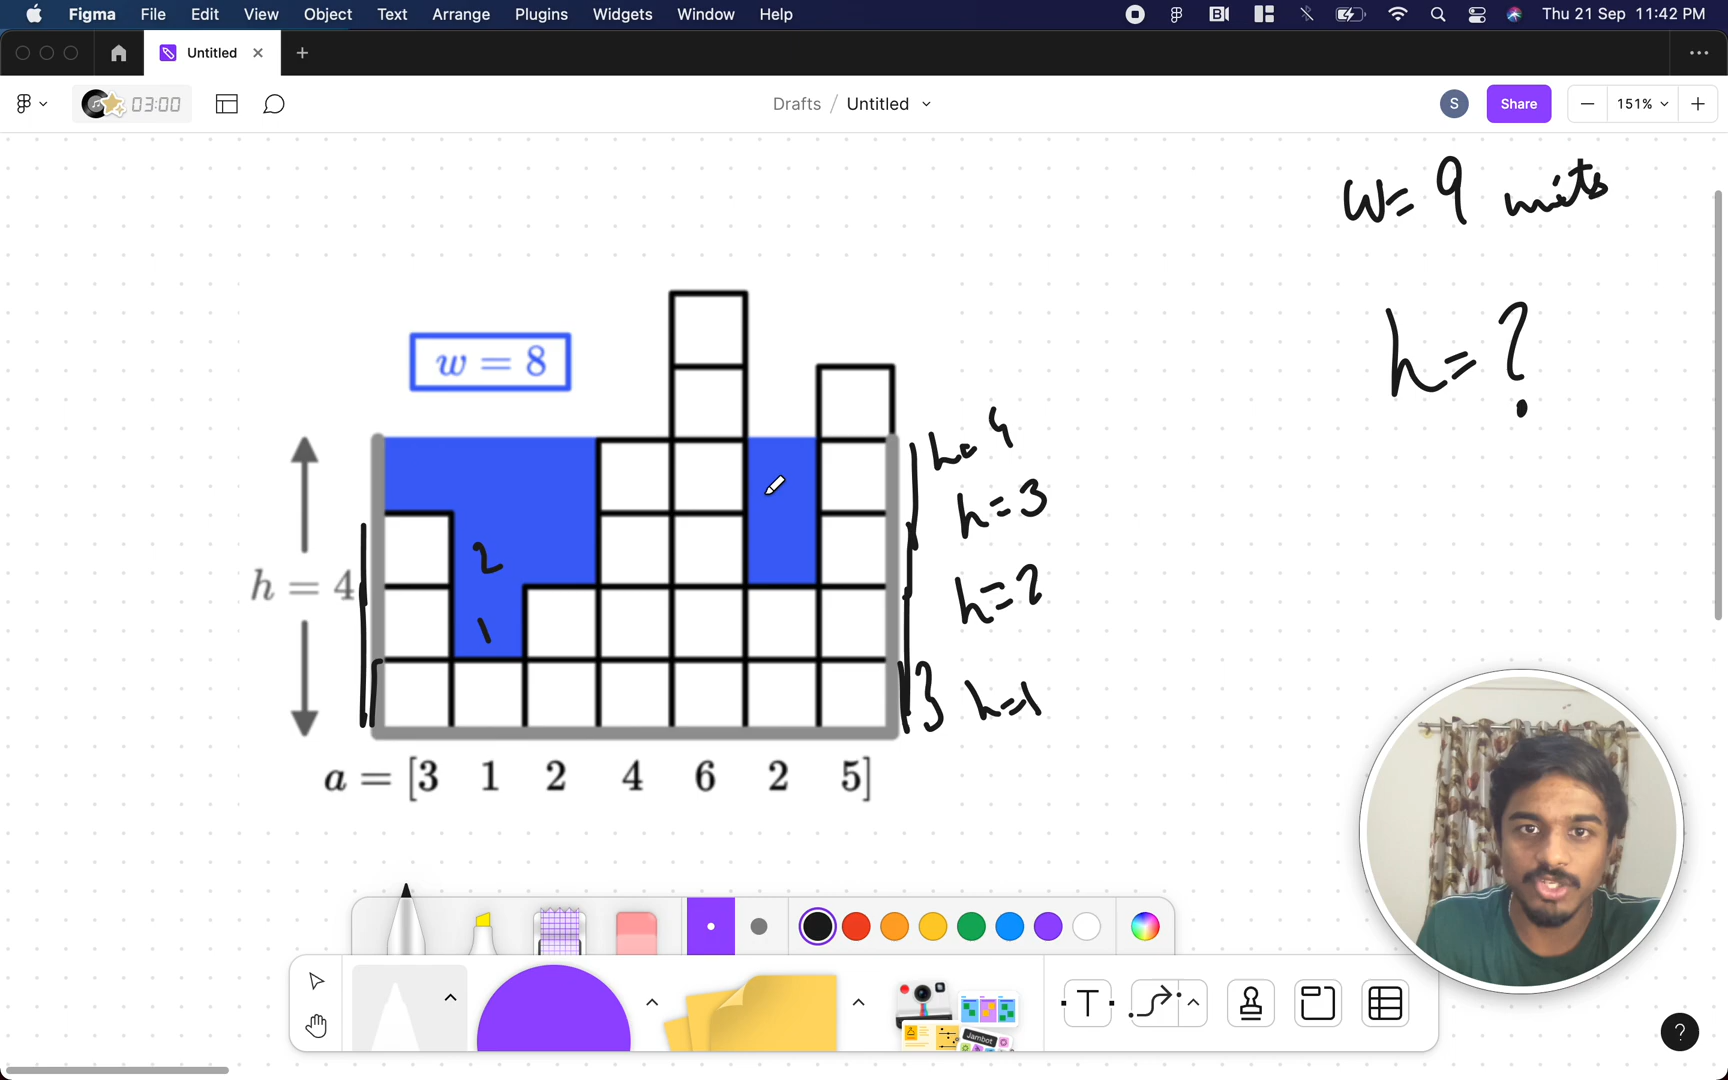 Figma File Edit View Object Text Arrange Plugins Widgets Window Help Thu 21 Sep 11:42 PM
Untitled
03:00 Drafts / Untitled S Share 151%
w= 9 units
h= ?
w = 8
h= 4
h=3
h = 4
2
h=2
1
h=1
a = [3 1 2 4 6 2 5]
T
Jambot
?